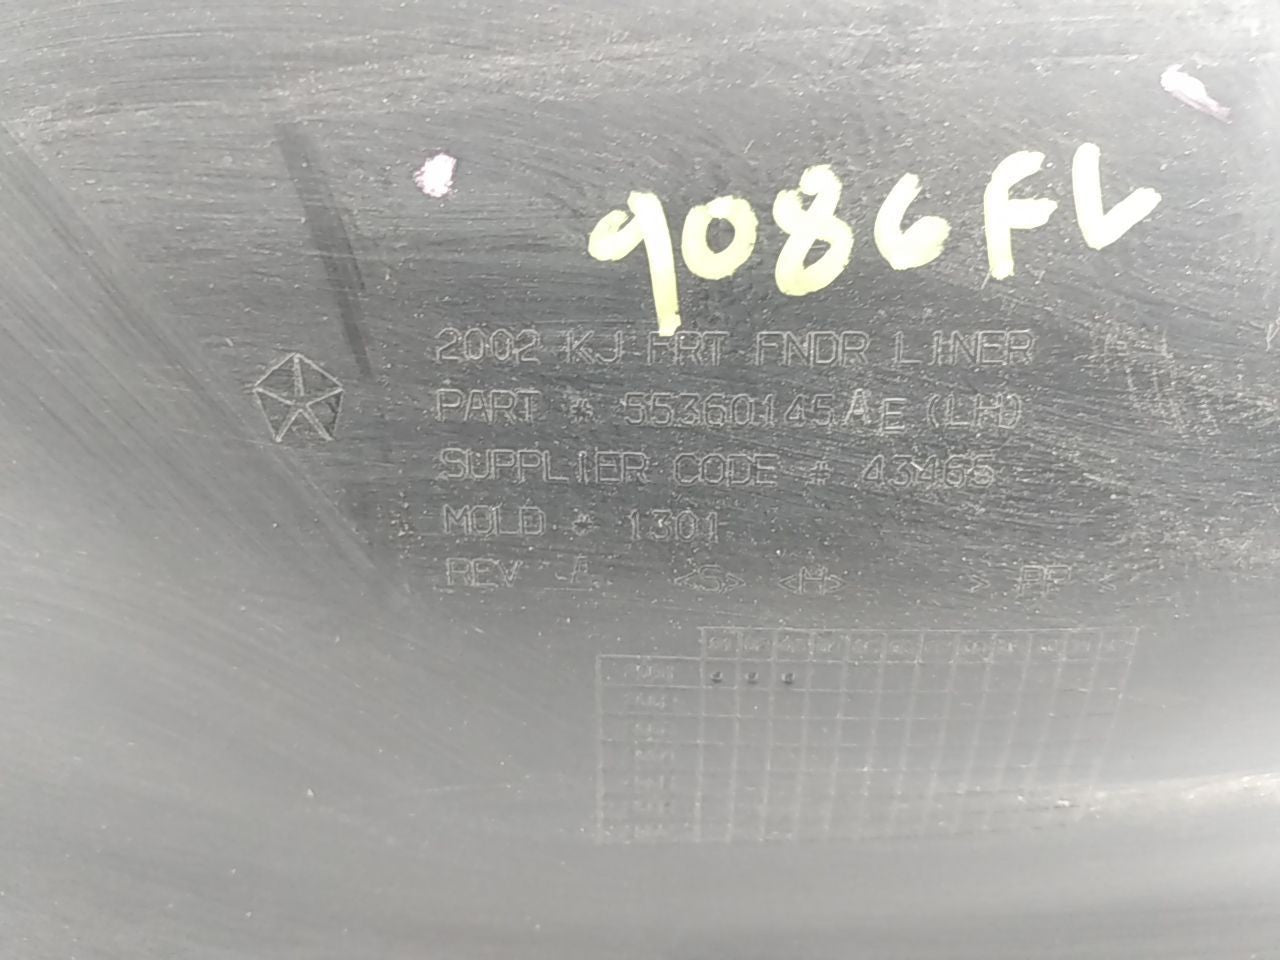 9086FL
2002 KJ FRT FNDR LINER
PART # 55360145AE (LH)
SUPPLIER CODE # 43465
MOLD # 1301
REV A <S> <H> > PP <